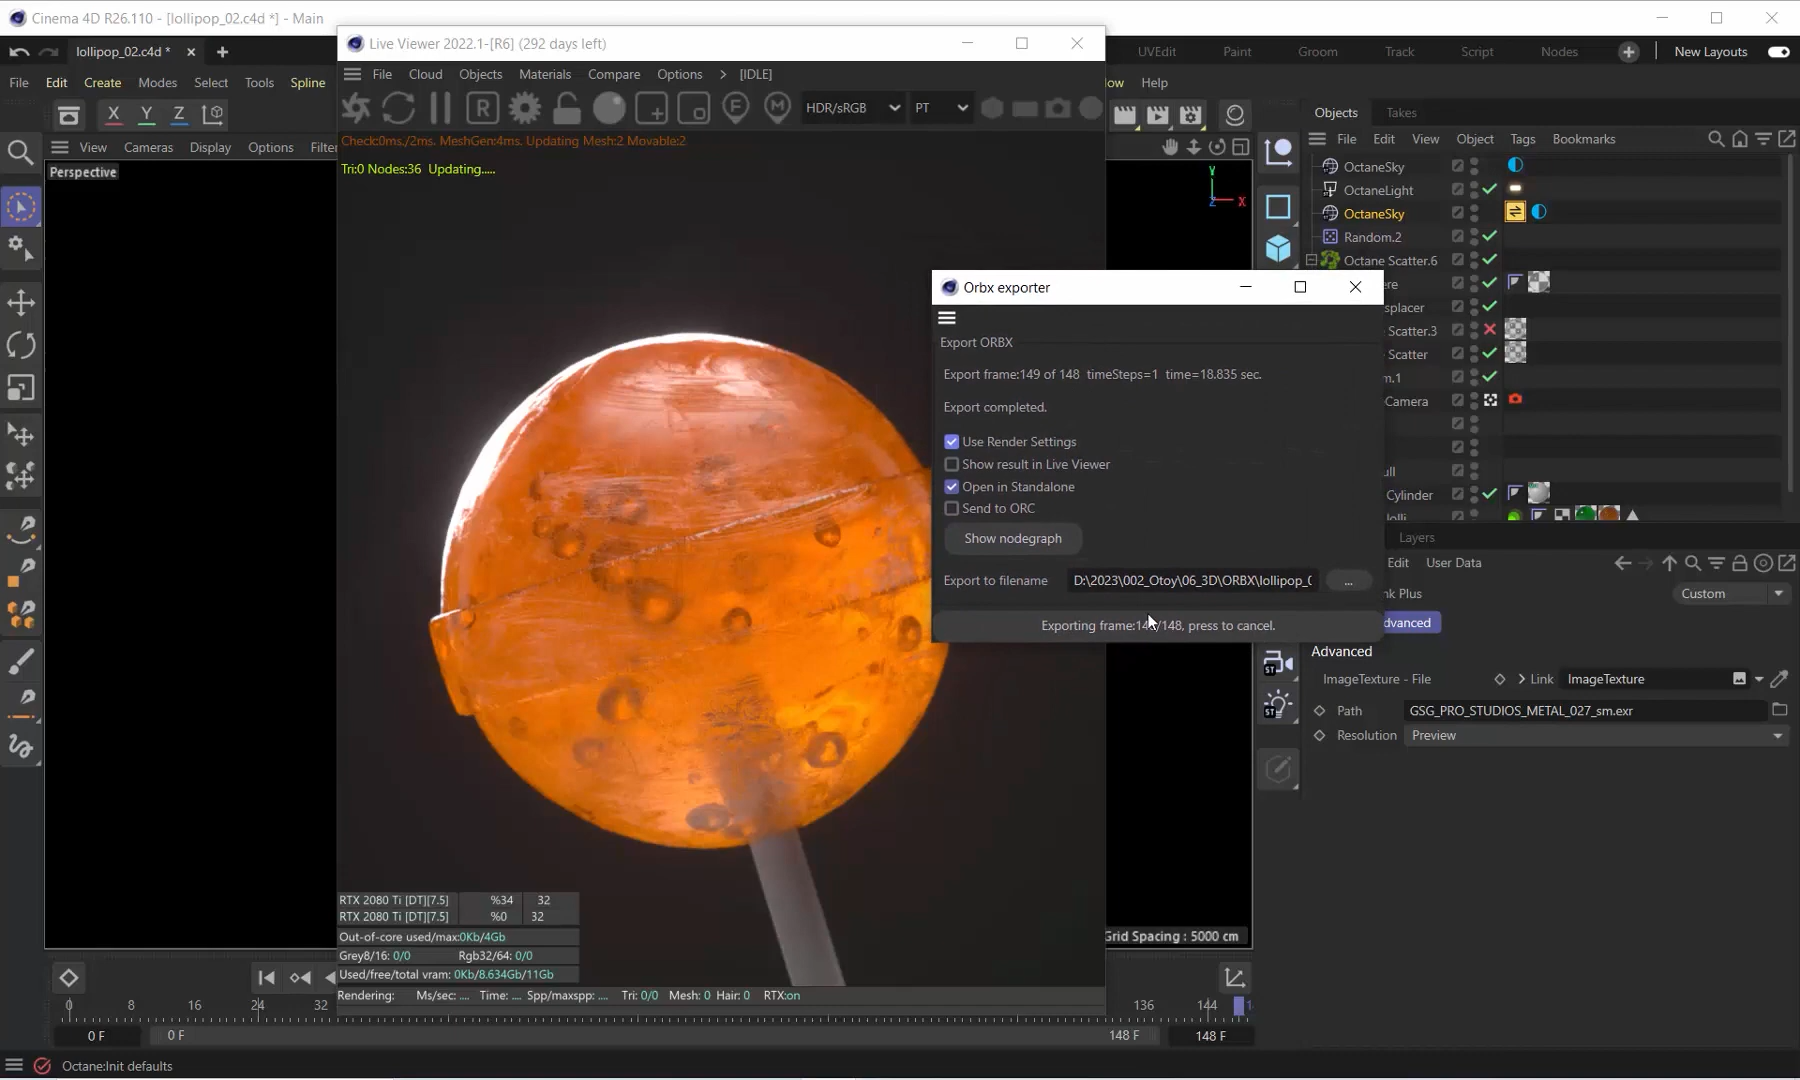 Cinema 4D R26.110 - [lollipop_02.c4d *] - Main
lollipop_02.c4d *
UVEdit Paint Groom Track Script Nodes New Layouts
File Edit Create Modes Select Tools Spline
Help
Live Viewer 2022.1-[R6] (292 days left)
File Cloud Objects Materials Compare Options [IDLE]
R F M HDR/sRGB PT
X Y Z
Check:0ms./2ms. MeshGen:4ms. Updating Mesh:2 Movable:2
Tri:0 Nodes:36 Updating.....
View Cameras Display Options Filter
Perspective
Y
Z X
Objects Takes
File Edit View Object Tags Bookmarks
OctaneSky
OctaneLight
OctaneSky
Random.2
Octane Scatter.6
Scatter.3
Scatter
Camera
Cylinder
Orbx exporter
Export ORBX
Export frame:149 of 148 timeSteps=1 time=18.835 sec.
Export completed.
Use Render Settings
Show result in Live Viewer
Open in Standalone
Send to ORC
Show nodegraph
Export to filename D:\2023\002_Otoy\06_3D\ORBX\lollipop_0 ...
Exporting frame:14 /148, press to cancel.
Layers
Edit User Data
Custom
Advanced
ImageTexture - File Link ImageTexture
Path GSG_PRO_STUDIOS_METAL_027_sm.exr
Resolution Preview
ST
ST
RTX 2080 Ti [DT][7.5] %34 32
RTX 2080 Ti [DT][7.5] %0 32
Out-of-core used/max:0Kb/4Gb
Grey8/16: 0/0 Rgb32/64: 0/0
Used/free/total vram: 0Kb/8.634Gb/11Gb
Rendering: Ms/sec: .... Time: .... Spp/maxspp: .... Tri: 0/0 Mesh: 0 Hair: 0 RTX:on
Grid Spacing : 5000 cm
0 8 16 24 32 136 144
0 F 0 F 148 F 148 F
Octane:Init defaults